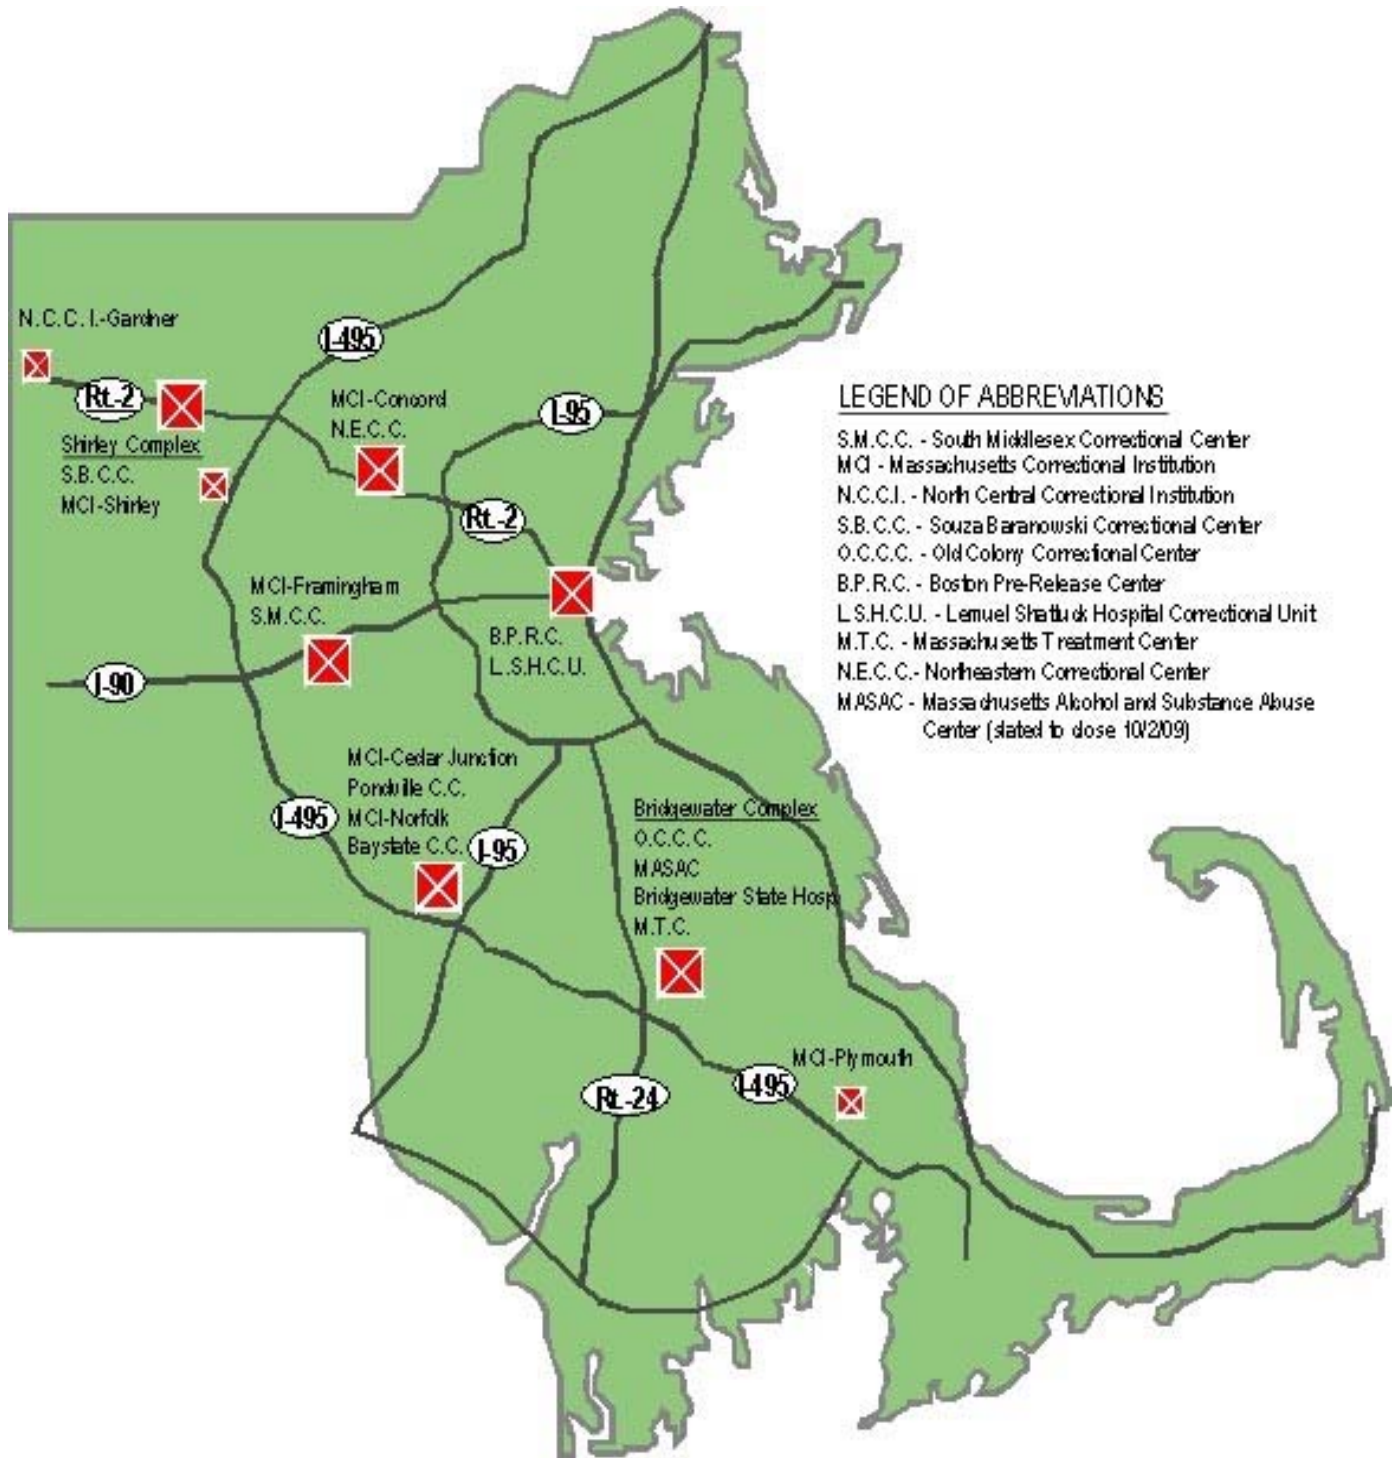 N.C.C.I.-Gardner
I-495
Rt.-2
Shirley Complex
S.B.C.C.
MCI-Shirley
MCI-Concord
N.E.C.C.
I-95
Rt.-2
MCI-Framingham
S.M.C.C.
I-90
B.P.R.C.
L.S.H.C.U.
LEGEND OF ABBREVIATIONS
S.M.C.C. - South Middlesex Correctional Center
MCI - Massachusetts Correctional Institution
N.C.C.I. - North Central Correctional Institution
S.B.C.C. - Souza Baranowski Correctional Center
O.C.C.C. - Old Colony Correctional Center
B.P.R.C. - Boston Pre-Release Center
L.S.H.C.U. - Lemuel Shattuck Hospital Correctional Unit
M.T.C. - Massachusetts Treatment Center
N.E.C.C.- Northeastern Correctional Center
MASAC - Massachusetts Alcohol and Substance Abuse
Center (slated to close 10/2/09)
MCI-Cedar Junction
Pondville C.C.
MCI-Norfolk
Baystate C.C.
I-495
I-95
Bridgewater Complex
O.C.C.C.
MASAC
Bridgewater State Hosp.
M.T.C.
MCI-Plymouth
I-495
Rt.-24